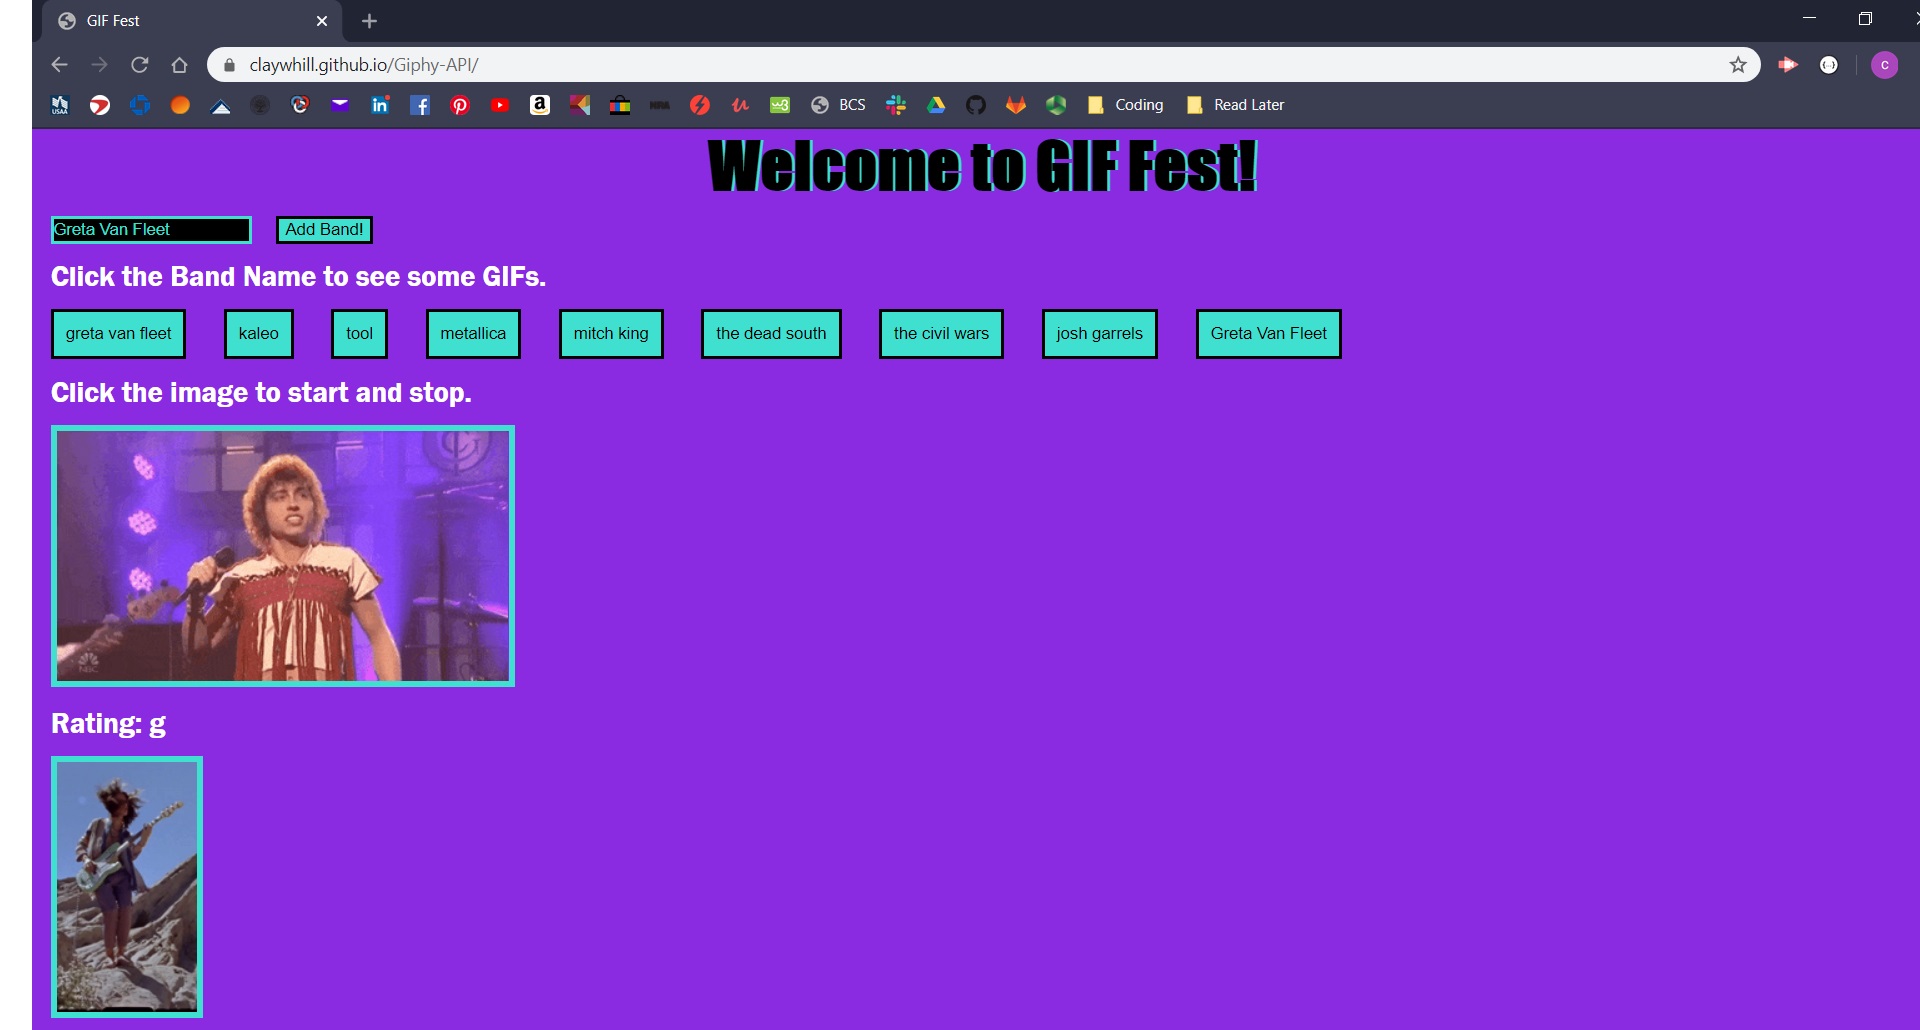 GIF Fest
claywhill.github.io/Giphy-API/
C
USAA
BCS
Coding
Read Later
Welcome to GIF Fest!
Greta Van Fleet
Add Band!
Click the Band Name to see some GIFs.
greta van fleet
kaleo
tool
metallica
mitch king
the dead south
the civil wars
josh garrels
Greta Van Fleet
Click the image to start and stop.
NBC
Rating: g